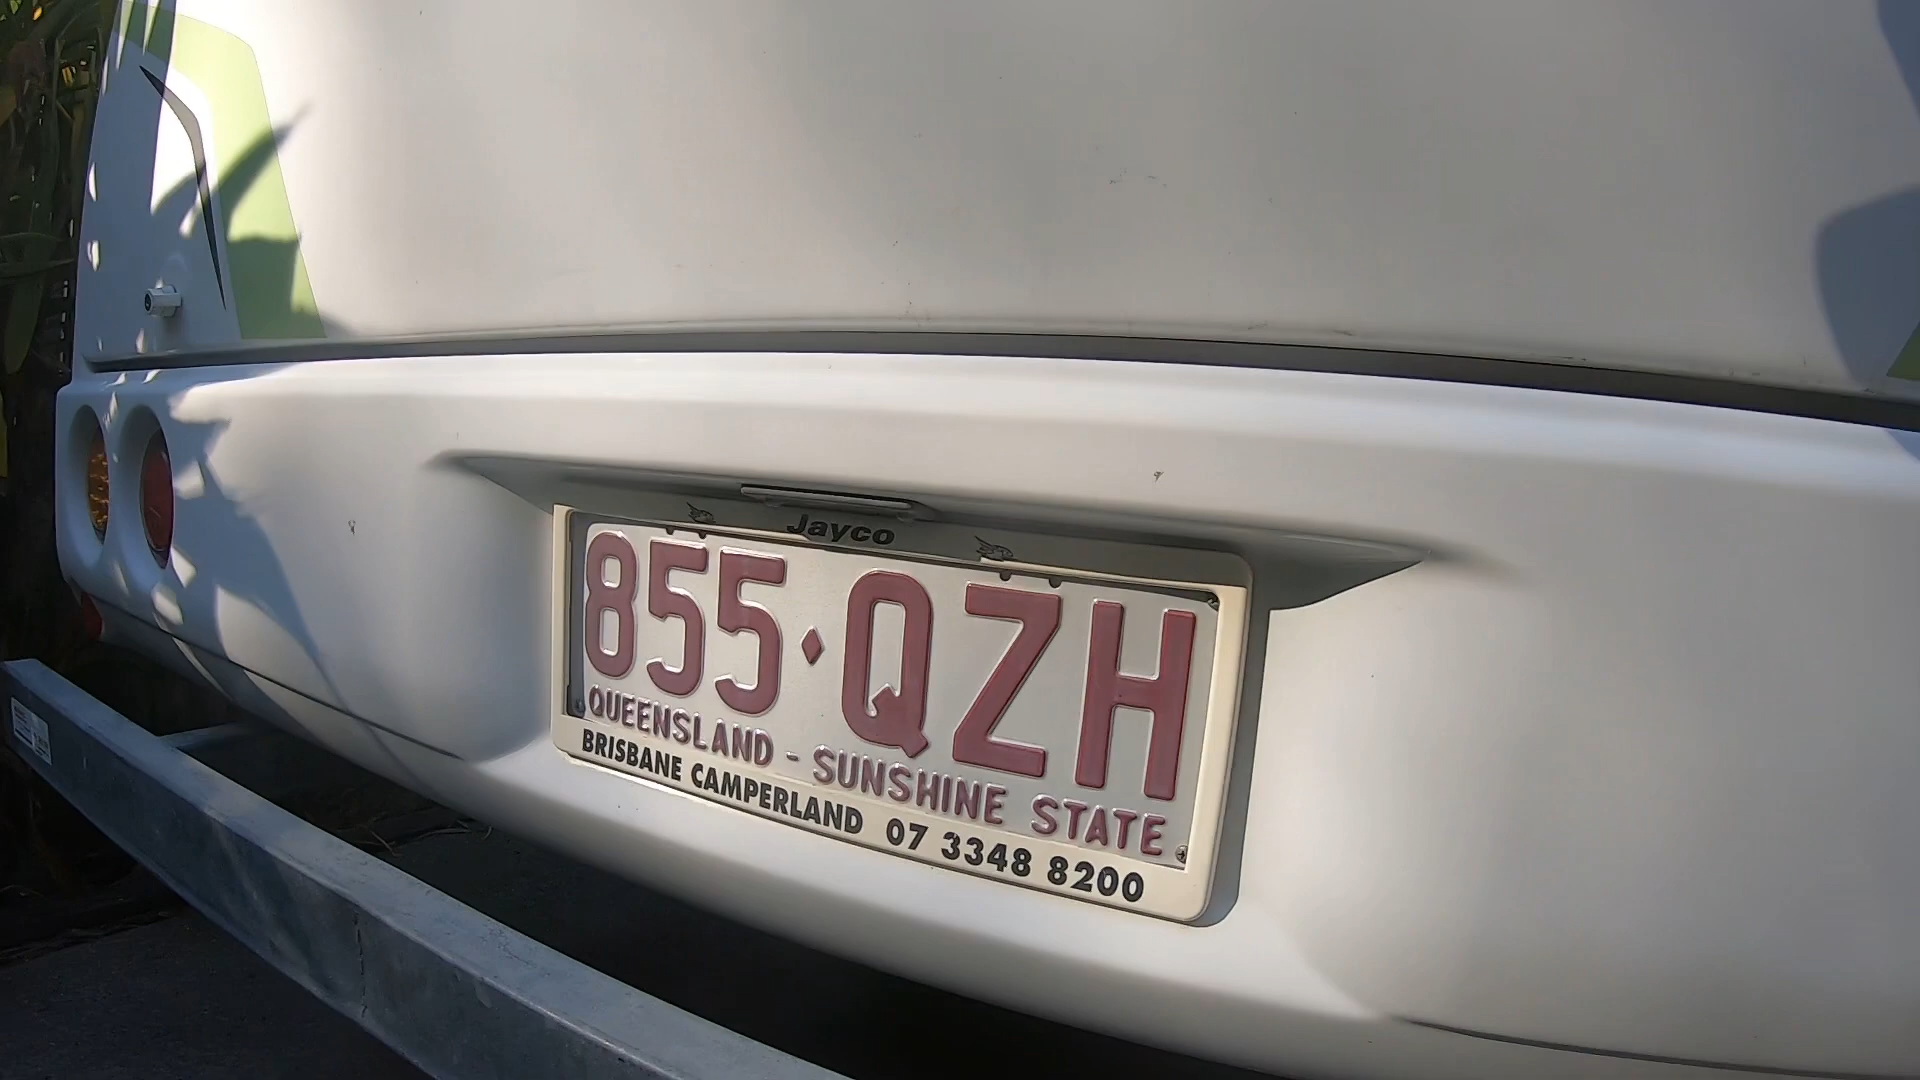 Jayco
855·QZH
QUEENSLAND - SUNSHINE STATE
BRISBANE CAMPERLAND 07 3348 8200